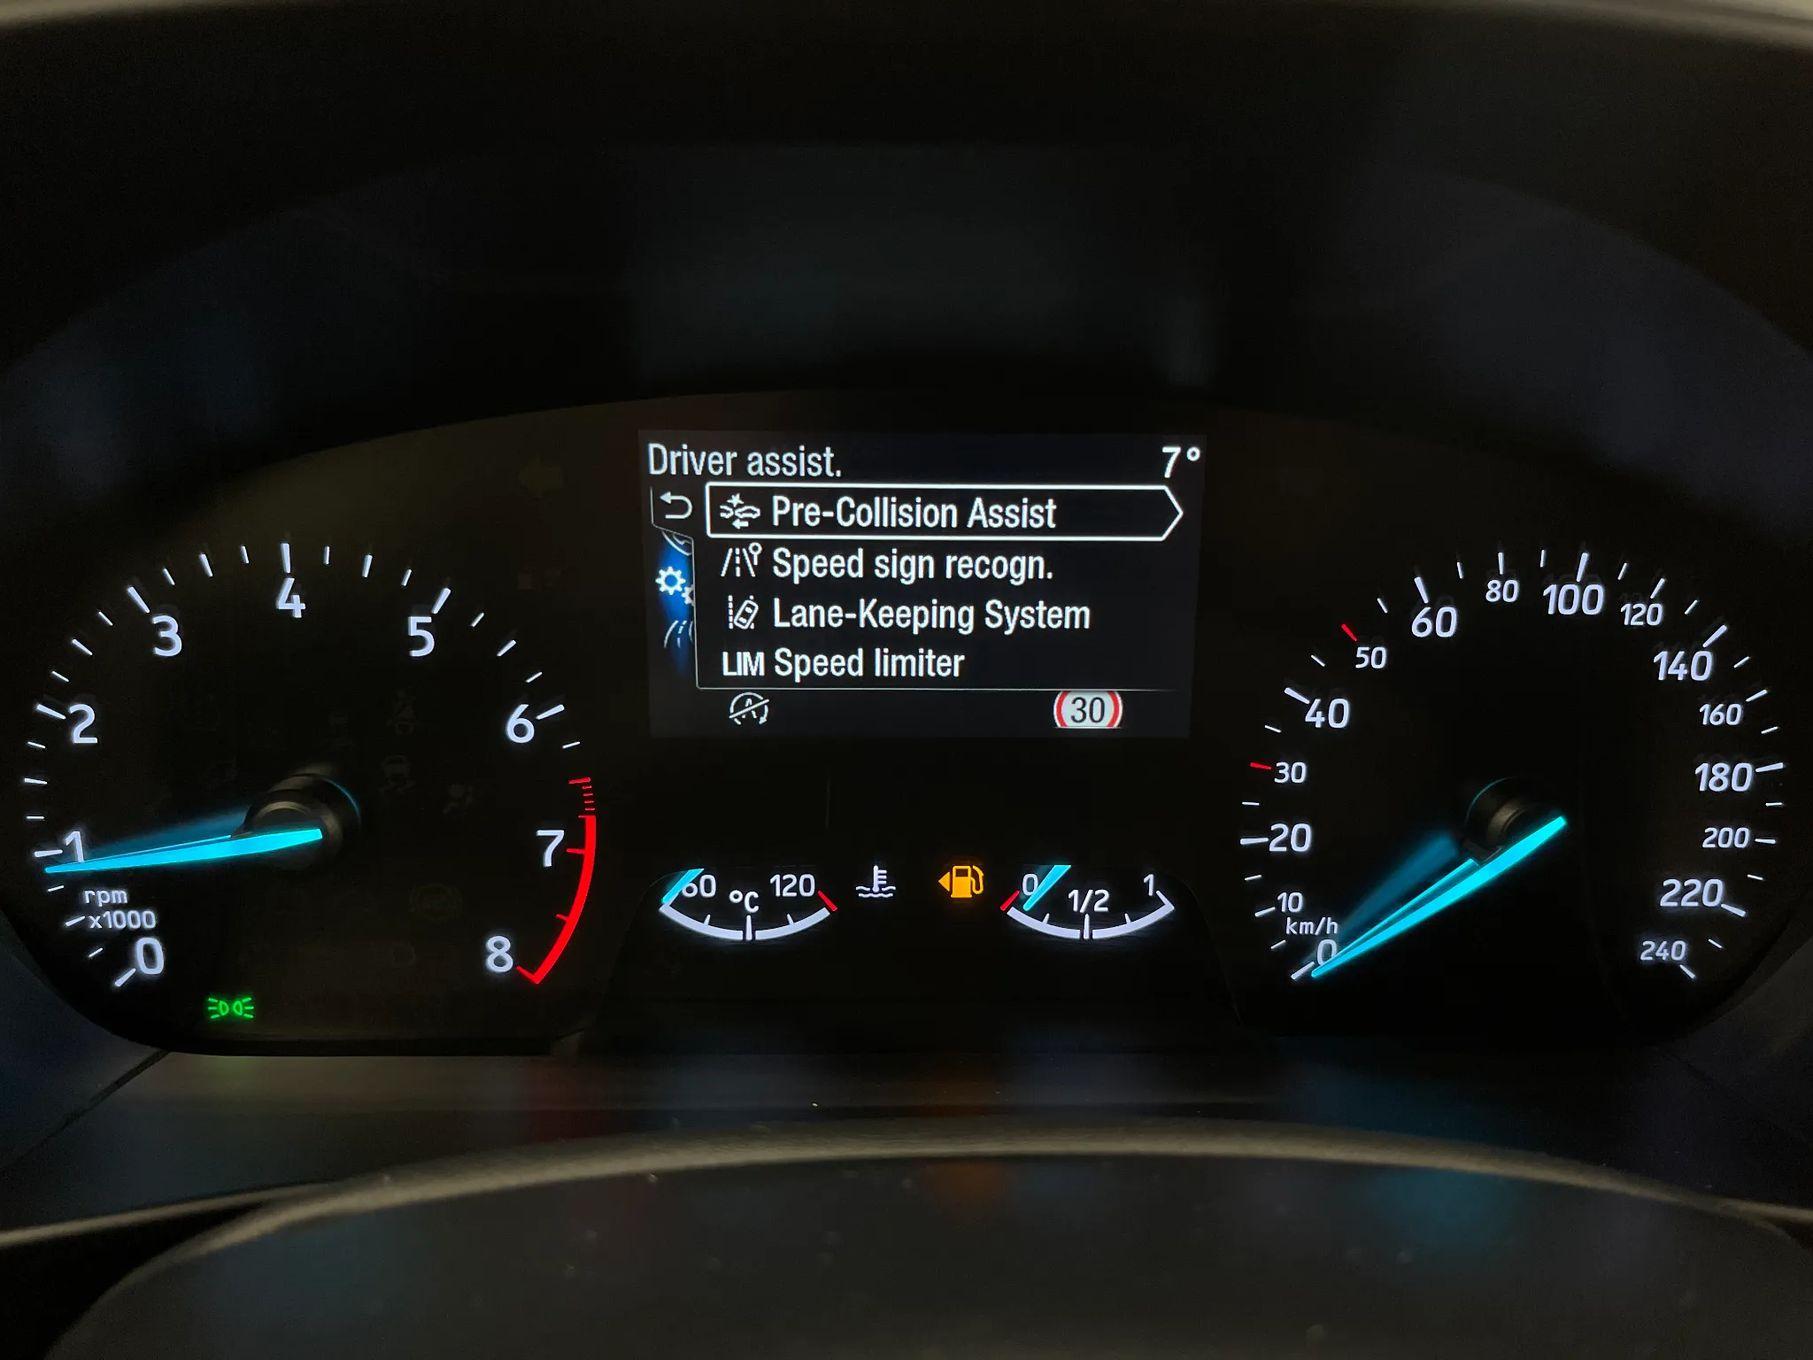 Driver assist. 7°
Pre-Collision Assist
Speed sign recogn.
Lane-Keeping System
LIM Speed limiter
30
0
1
2
3
4
5
6
7
8
rpm
x1000
60 °C 120
0 1/2 1
0
10
20
30
40
50
60
80
100
120
140
160
180
200
220
240
km/h